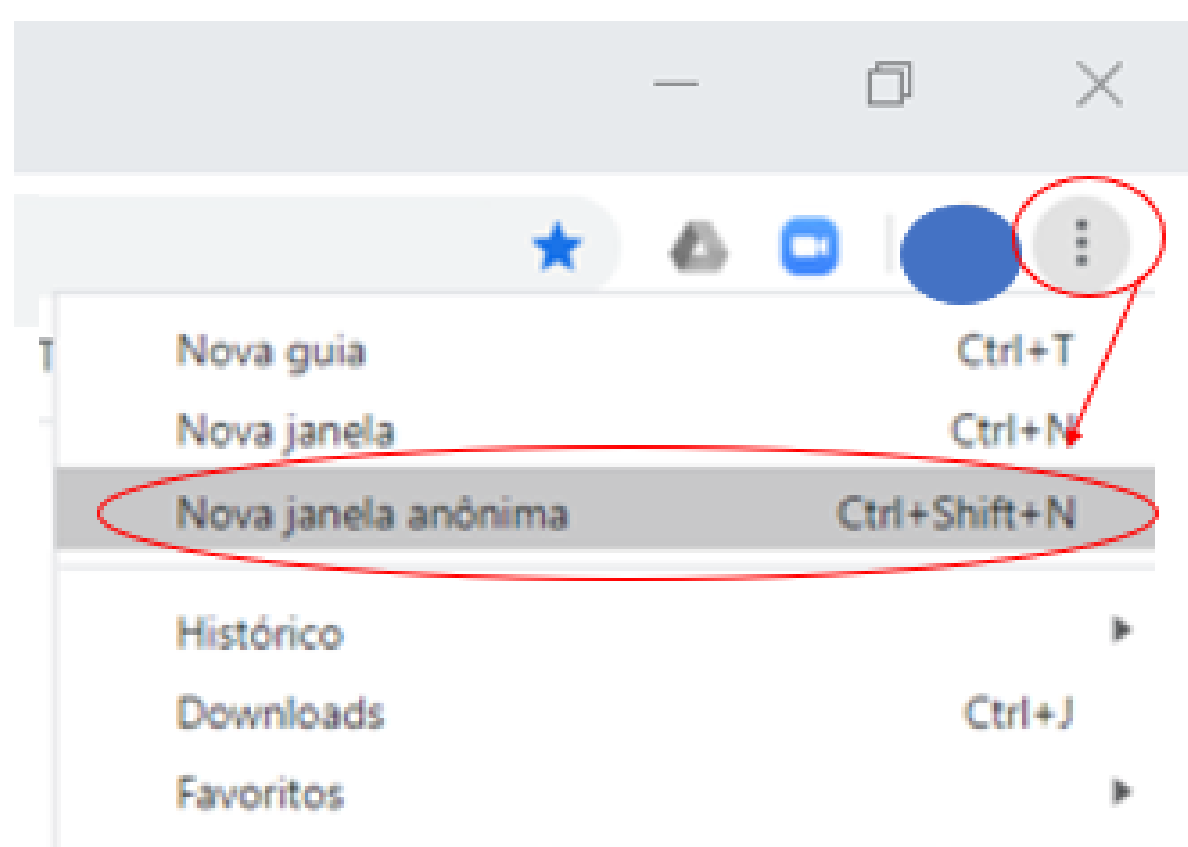 T
Nova guia Ctrl+T
Nova janela Ctrl+N
Nova janela anônima Ctrl+Shift+N
Histórico
Downloads Ctrl+J
Favoritos